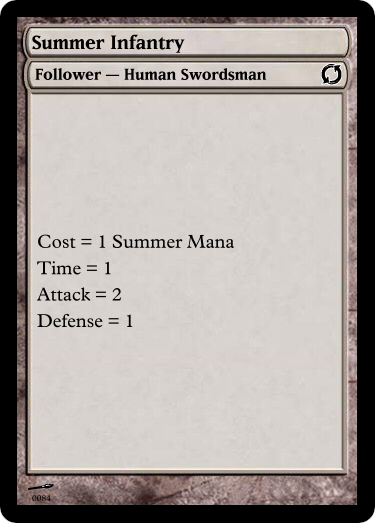 Summer Infantry
Follower — Human Swordsman
Cost = 1 Summer Mana
Time = 1
Attack = 2
Defense = 1
0084